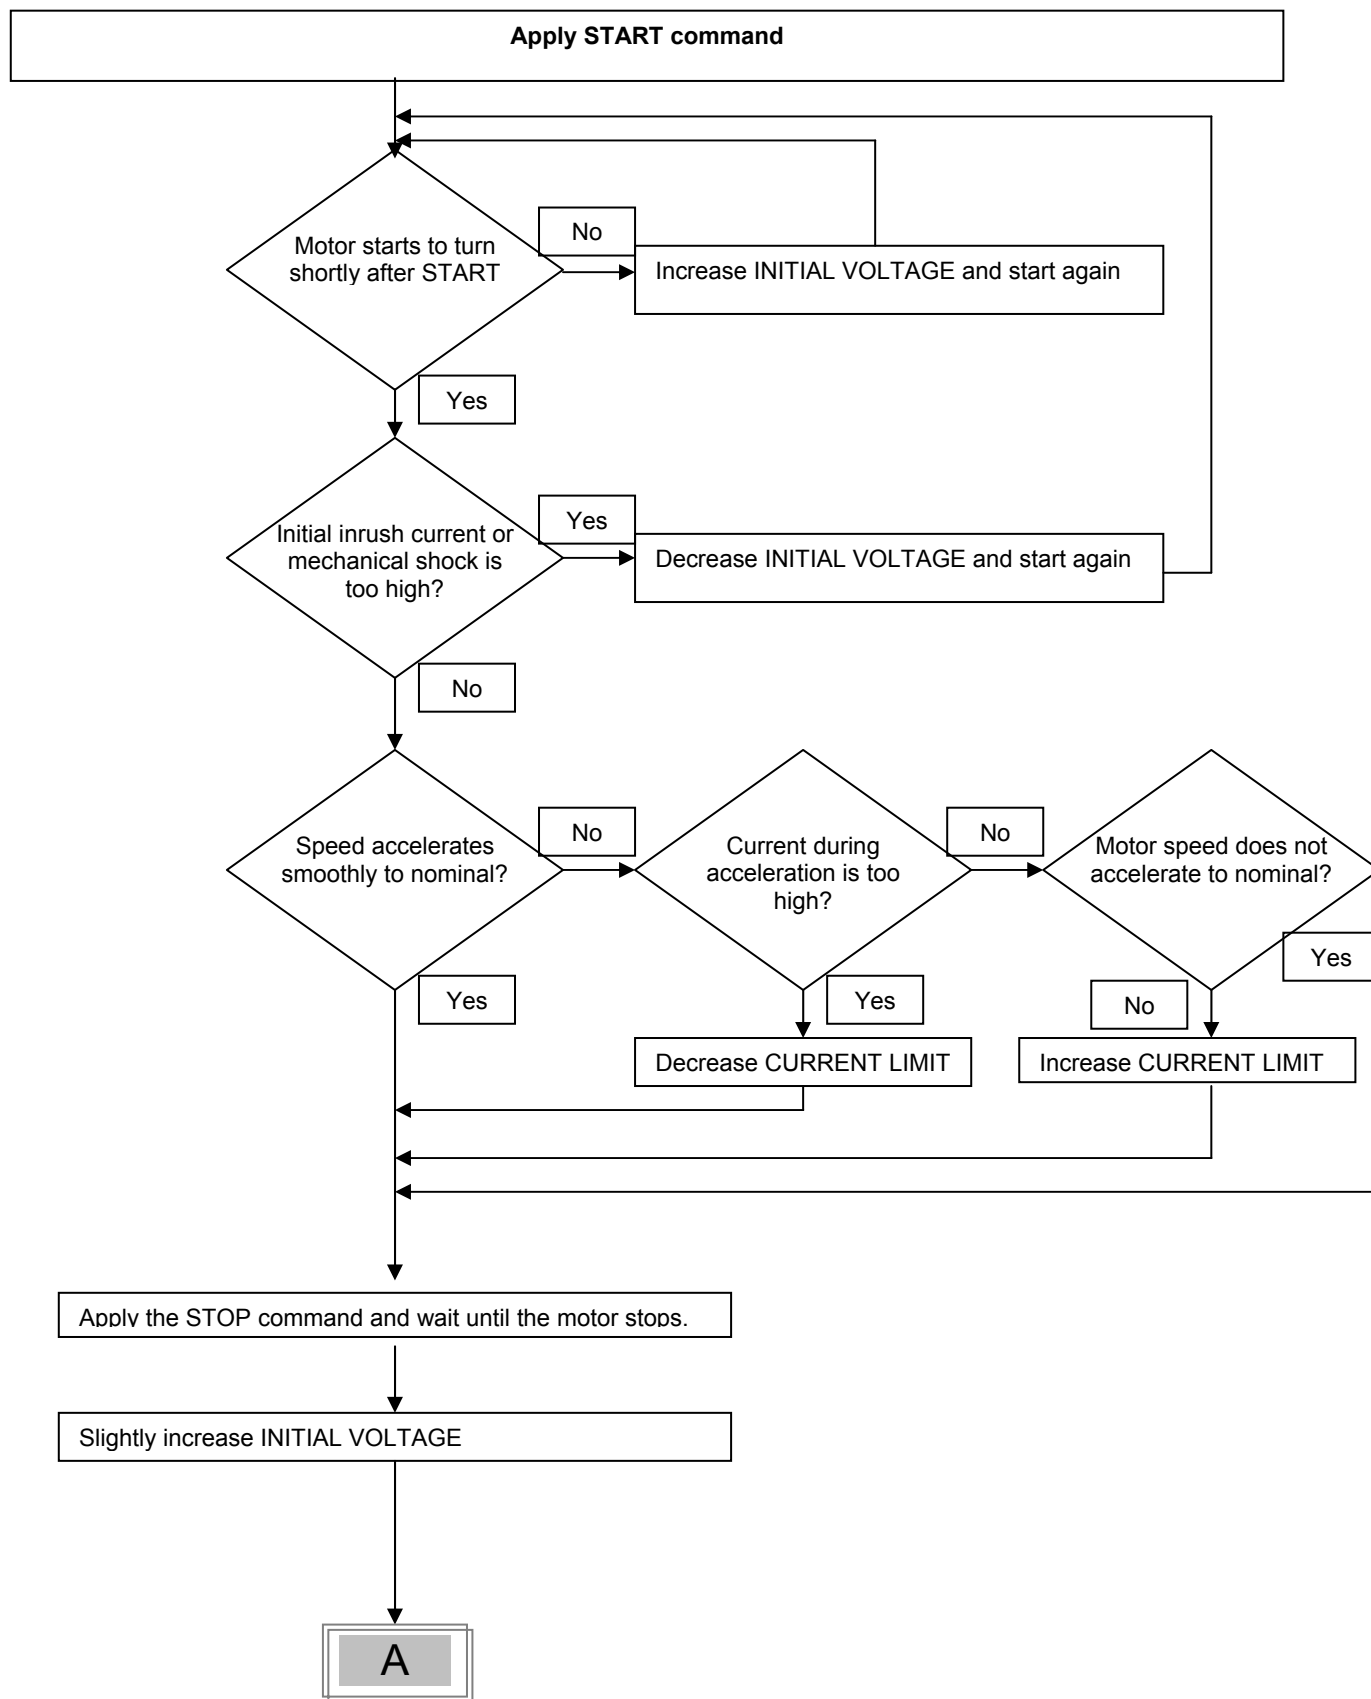 Apply START command
No
Motor starts to turn
shortly after START
Increase INITIAL VOLTAGE and start again
Yes
Yes
Initial inrush current or
mechanical shock is
too high?
Decrease INITIAL VOLTAGE and start again
No
Speed accelerates
smoothly to nominal?
No
Current during
acceleration is too
high?
No
Motor speed does not
accelerate to nominal?
Yes
Yes
Yes
No
Decrease CURRENT LIMIT
Increase CURRENT LIMIT
Apply the STOP command and wait until the motor stops.
Slightly increase INITIAL VOLTAGE
A